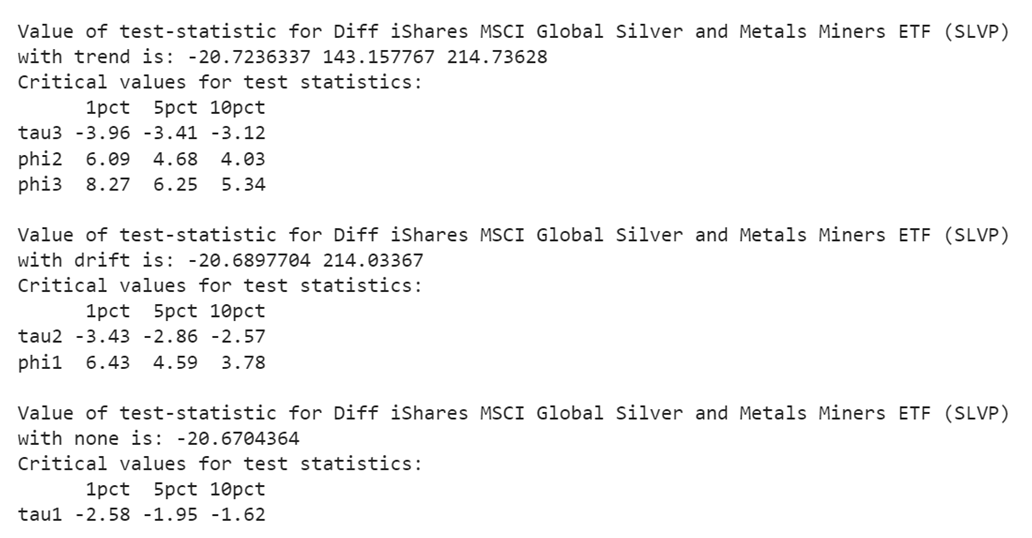 Value of test-statistic for Diff iShares MSCI Global Silver and Metals Miners ETF (SLVP)
with trend is: -20.7236337 143.157767 214.73628
Critical values for test statistics:
      1pct  5pct 10pct
tau3 -3.96 -3.41 -3.12
phi2  6.09  4.68  4.03
phi3  8.27  6.25  5.34

Value of test-statistic for Diff iShares MSCI Global Silver and Metals Miners ETF (SLVP)
with drift is: -20.6897704 214.03367
Critical values for test statistics:
      1pct  5pct 10pct
tau2 -3.43 -2.86 -2.57
phi1  6.43  4.59  3.78

Value of test-statistic for Diff iShares MSCI Global Silver and Metals Miners ETF (SLVP)
with none is: -20.6704364
Critical values for test statistics:
      1pct  5pct 10pct
tau1 -2.58 -1.95 -1.62